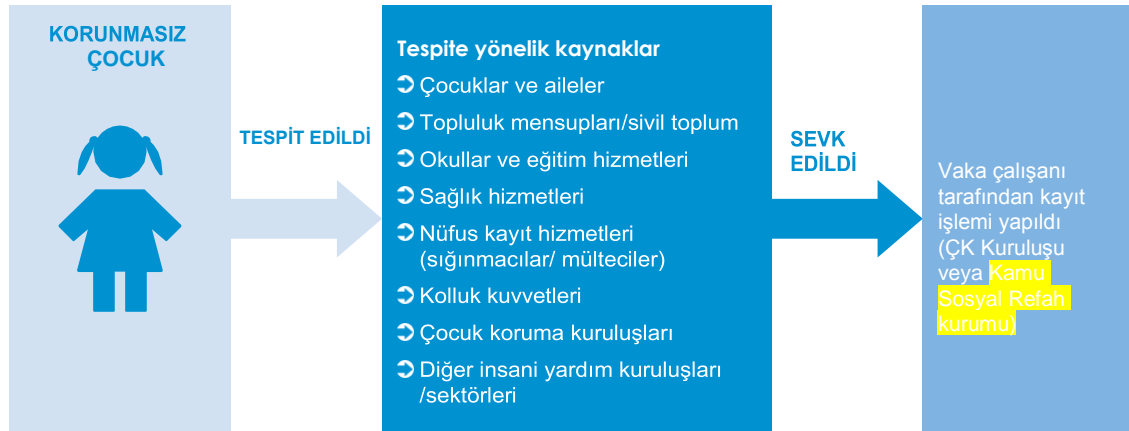 KORUNMASIZ
ÇOCUK
TESPİT EDİLDİ
Tespite yönelik kaynaklar
Çocuklar ve aileler
Topluluk mensupları/sivil toplum
Okullar ve eğitim hizmetleri
Sağlık hizmetleri
Nüfus kayıt hizmetleri
(sığınmacılar/ mülteciler)
Kolluk kuvvetleri
Çocuk koruma kuruluşları
Diğer insani yardım kuruluşları
/sektörleri
SEVK
EDİLDİ
Vaka çalışanı
tarafından kayıt
işlemi yapıldı
(ÇK Kuruluşu
veya Kamu
Sosyal Refah
kurumu)